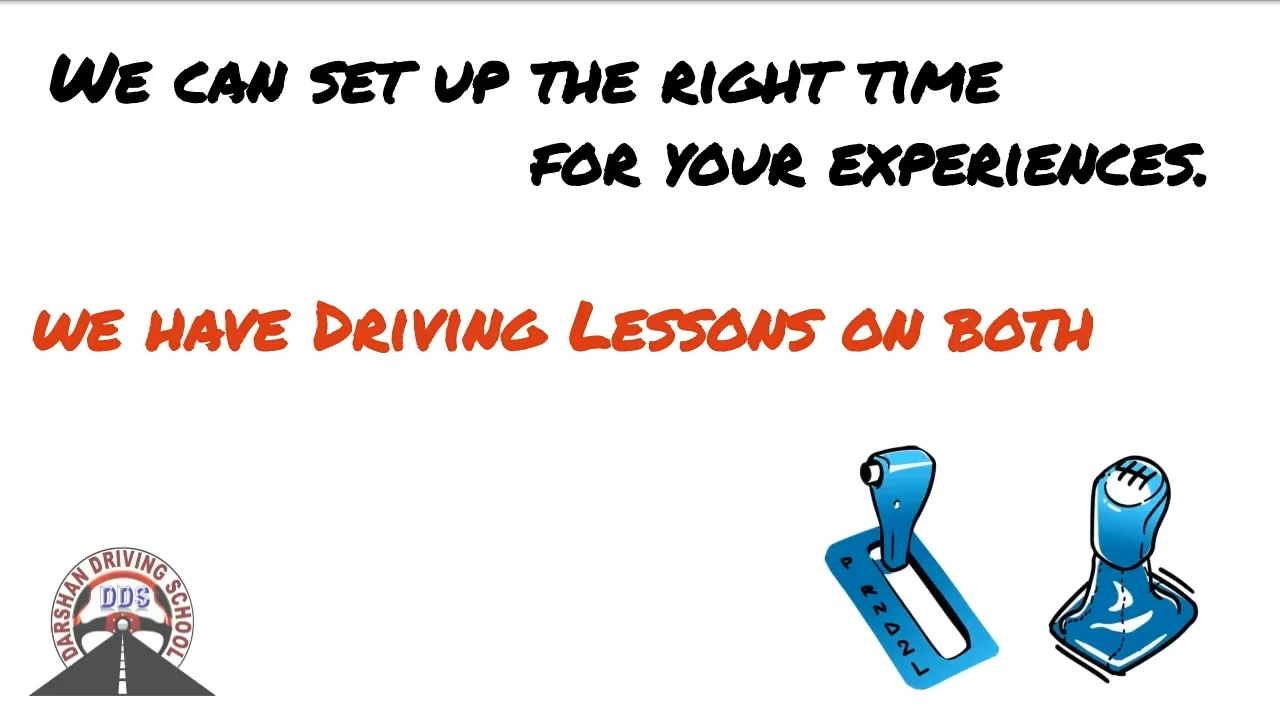 We can set up the right time
for your experiences.
we have Driving Lessons on both
P
R
N
D
2
L
DARSHAN DRIVING SCHOOL
DDS